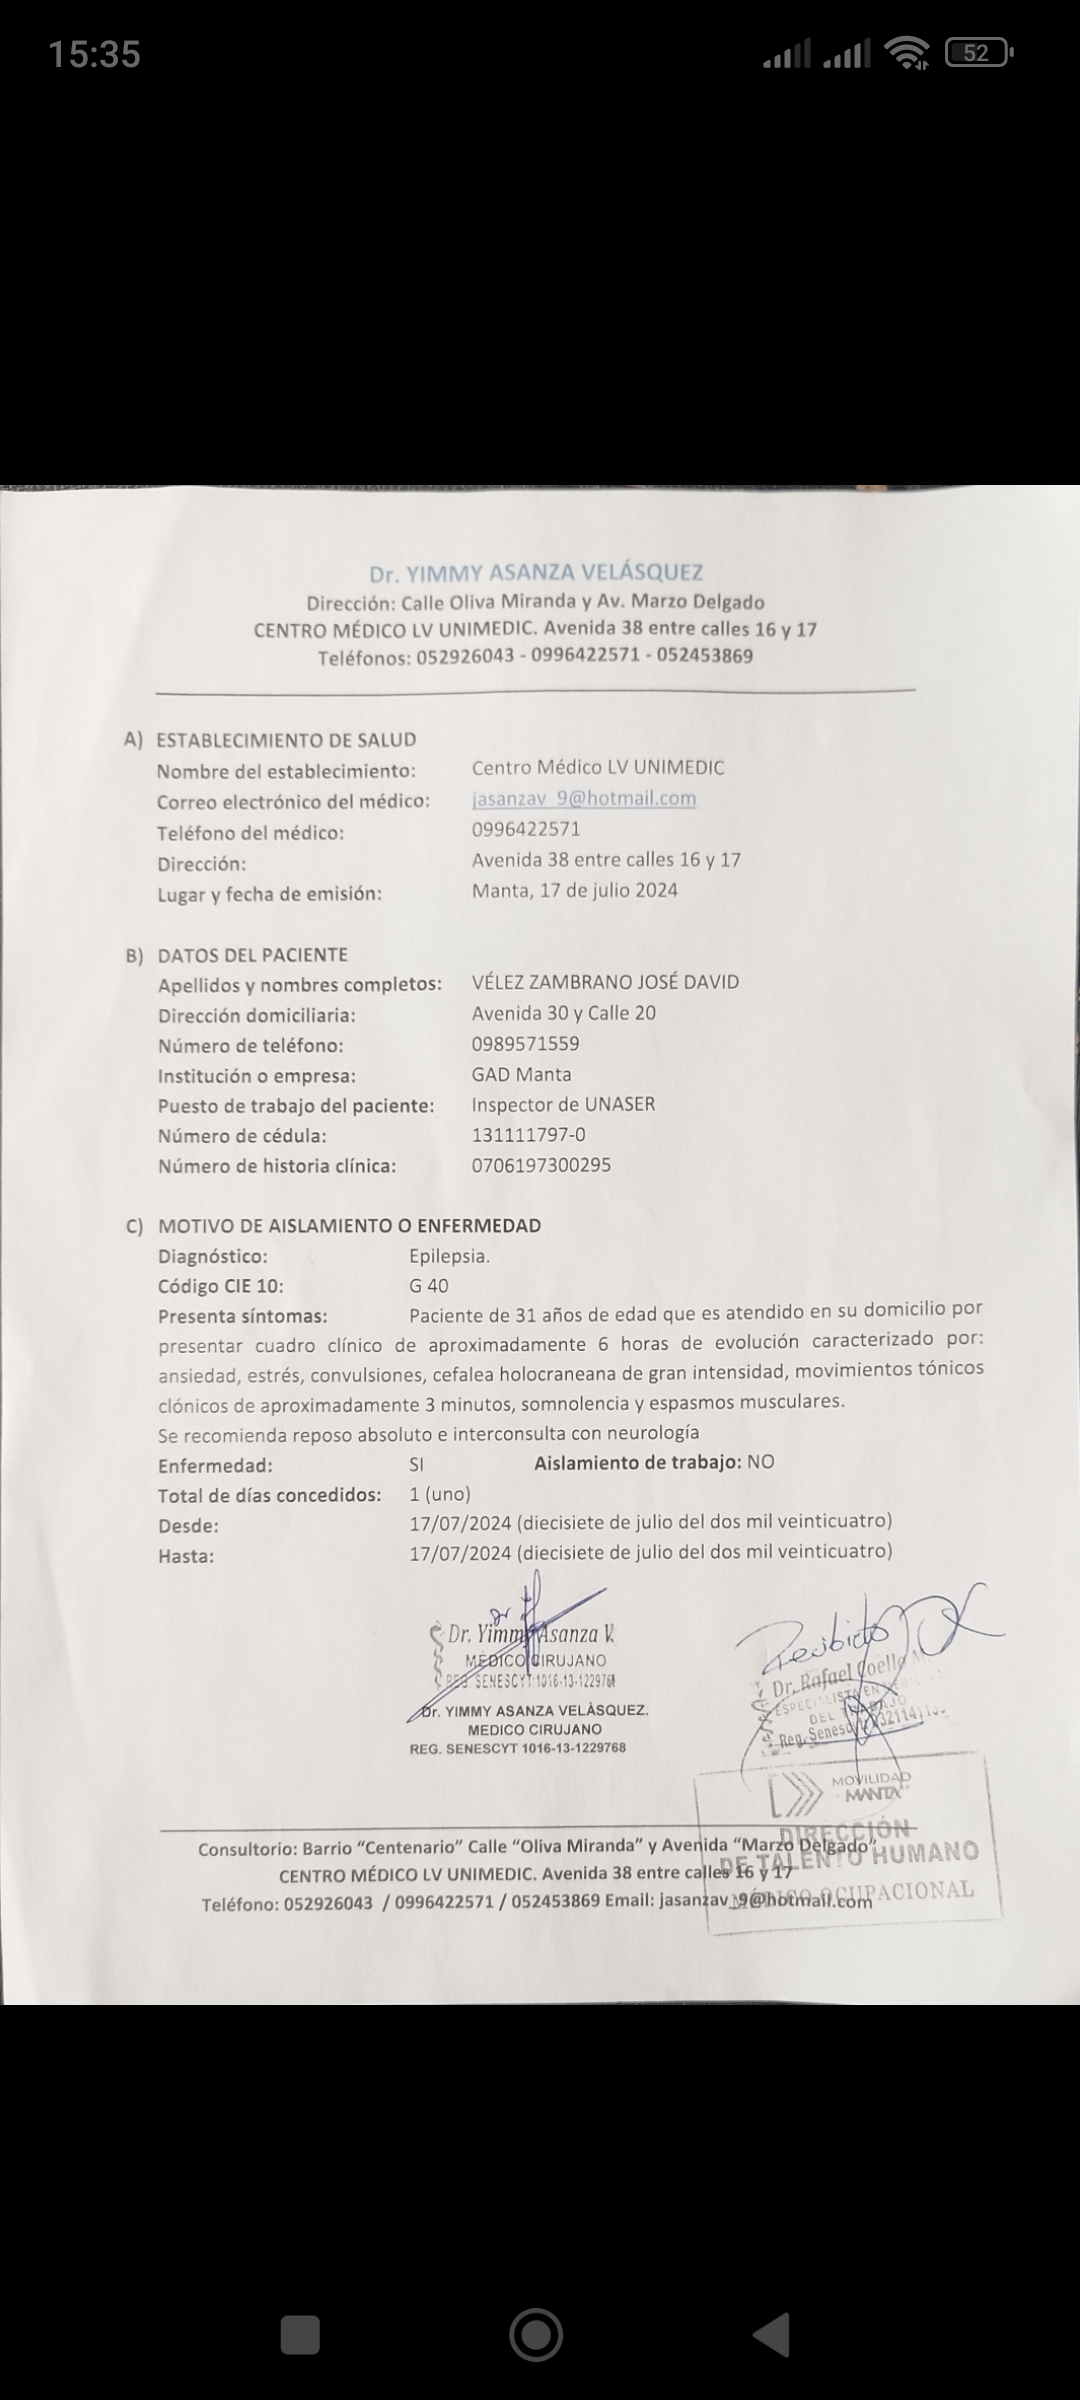 15:35
52
Dr. YIMMY ASANZA VELÁSQUEZ
Dirección: Calle Oliva Miranda y Av. Marzo Delgado
CENTRO MÉDICO LV UNIMEDIC. Avenida 38 entre calles 16 y 17
Teléfonos: 052926043 - 0996422571 - 052453869
A) ESTABLECIMIENTO DE SALUD
Nombre del establecimiento: Centro Médico LV UNIMEDIC
Correo electrónico del médico: jasanzav_9@hotmail.com
Teléfono del médico: 0996422571
Dirección: Avenida 38 entre calles 16 y 17
Lugar y fecha de emisión: Manta, 17 de julio 2024
B) DATOS DEL PACIENTE
Apellidos y nombres completos: VÉLEZ ZAMBRANO JOSÉ DAVID
Dirección domiciliaria: Avenida 30 y Calle 20
Número de teléfono: 0989571559
Institución o empresa: GAD Manta
Puesto de trabajo del paciente: Inspector de UNASER
Número de cédula: 131111797-0
Número de historia clínica: 0706197300295
C) MOTIVO DE AISLAMIENTO O ENFERMEDAD
Diagnóstico: Epilepsia.
Código CIE 10: G 40
Presenta síntomas: Paciente de 31 años de edad que es atendido en su domicilio por
presentar cuadro clínico de aproximadamente 6 horas de evolución caracterizado por:
ansiedad, estrés, convulsiones, cefalea holocraneana de gran intensidad, movimientos tónicos
clónicos de aproximadamente 3 minutos, somnolencia y espasmos musculares.
Se recomienda reposo absoluto e interconsulta con neurología
Enfermedad: SI Aislamiento de trabajo: NO
Total de días concedidos: 1 (uno)
Desde: 17/07/2024 (diecisiete de julio del dos mil veinticuatro)
Hasta: 17/07/2024 (diecisiete de julio del dos mil veinticuatro)
Dr. Yimmy Asanza V.
MÉDICO CIRUJANO
REG. SENESCYT:1016-13-1229768
Dr. YIMMY ASANZA VELÀSQUEZ.
MEDICO CIRUJANO
REG. SENESCYT 1016-13-1229768
Recibido
Dr. Rafael Coello
ESPECIALISTA EN
DEL TRABAJO
Reg. Senescyt
MOVILIDAD
MANTA
DIRECCIÓN
DE TALENTO HUMANO
MÉDICO OCUPACIONAL
Consultorio: Barrio “Centenario” Calle “Oliva Miranda” y Avenida “Marzo Delgado”
CENTRO MÉDICO LV UNIMEDIC. Avenida 38 entre calles 16 y 17
Teléfono: 052926043 / 0996422571 / 052453869 Email: jasanzav_9@hotmail.com